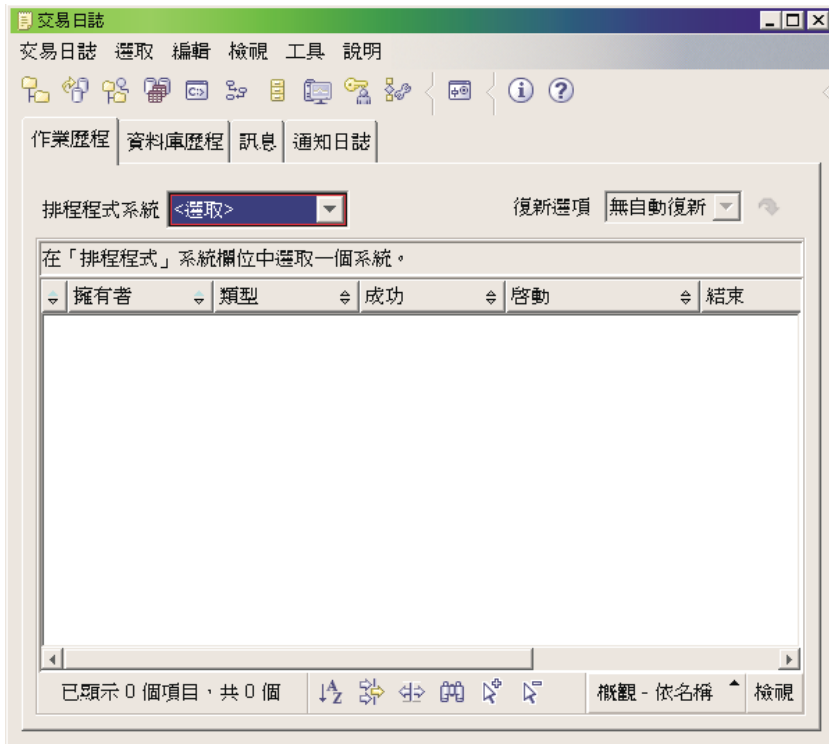 交易日誌
交易日誌 選取 編輯 檢視 工具 說明
作業歷程 資料庫歷程 訊息 通知日誌
排程程式系統 <選取> 復新選項 無自動復新
在「排程程式」系統欄位中選取一個系統。
擁有者 類型 成功 啓動 結束
已顯示 0 個項目，共 0 個 概觀 - 依名稱 檢視